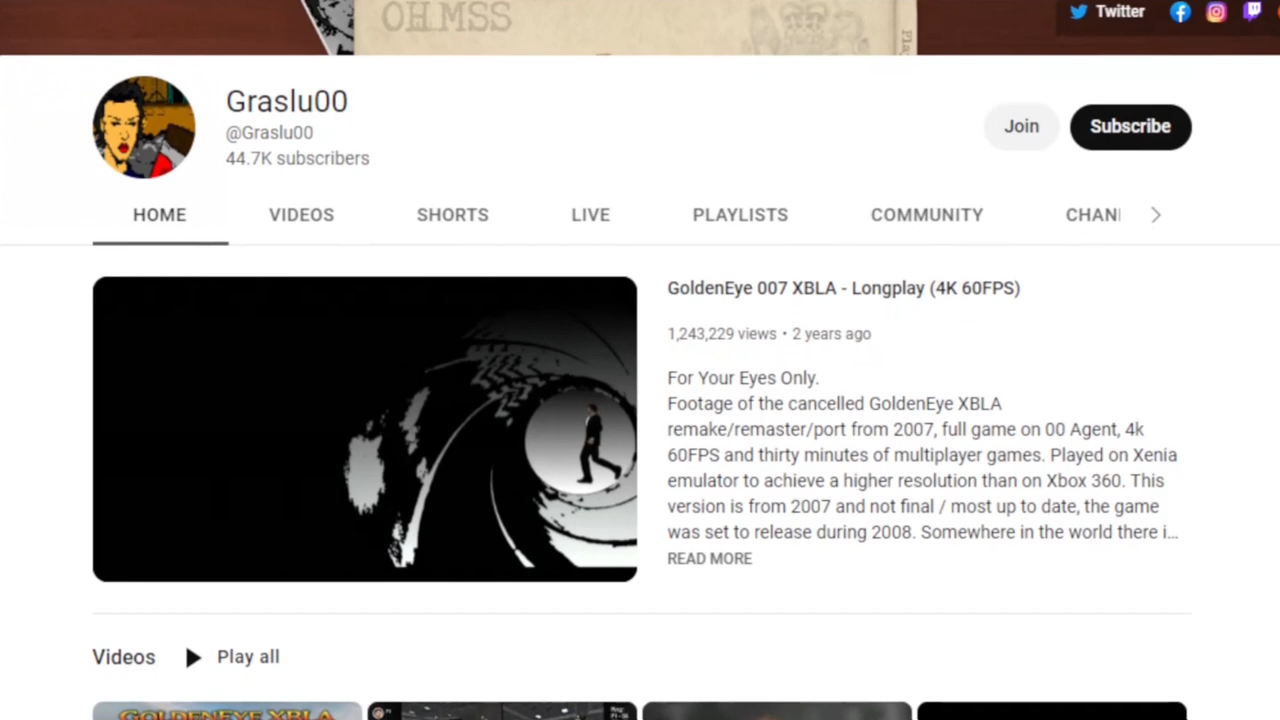 OHMSS
Twitter
Graslu00
@Graslu00
44.7K subscribers
Join
Subscribe
HOME
VIDEOS
SHORTS
LIVE
PLAYLISTS
COMMUNITY
CHAN
GoldenEye 007 XBLA - Longplay (4K 60FPS)
1,243,229 views • 2 years ago
For Your Eyes Only.
Footage of the cancelled GoldenEye XBLA
remake/remaster/port from 2007, full game on 00 Agent, 4k
60FPS and thirty minutes of multiplayer games. Played on Xenia
emulator to achieve a higher resolution than on Xbox 360. This
version is from 2007 and not final / most up to date, the game
was set to release during 2008. Somewhere in the world there i...
READ MORE
Videos
Play all
GOLDENEYE XBLA